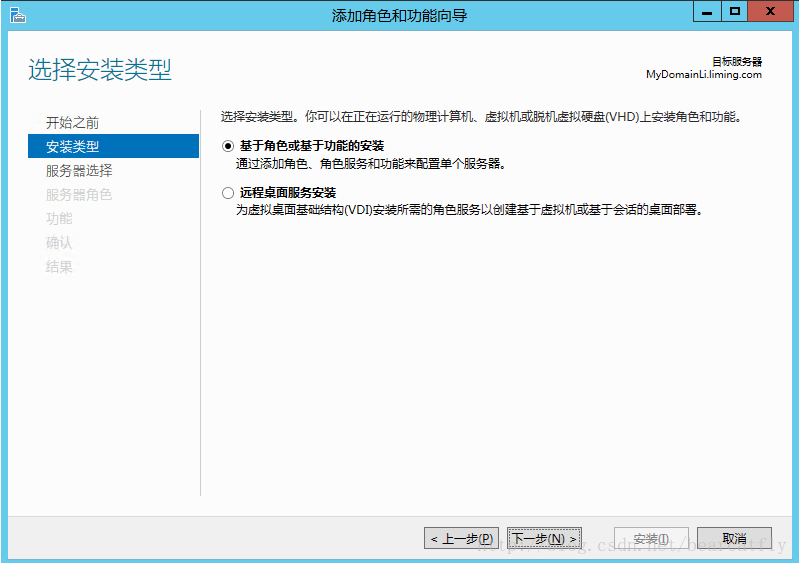 添加角色和功能向导
选择安装类型
目标服务器
MyDomainLi.liming.com
开始之前
安装类型
服务器选择
服务器角色
功能
确认
结果
选择安装类型。你可以在正在运行的物理计算机、虚拟机或脱机虚拟硬盘(VHD)上安装角色和功能。
基于角色或基于功能的安装
通过添加角色、角色服务和功能来配置单个服务器。
远程桌面服务安装
为虚拟桌面基础结构(VDI)安装所需的角色服务以创建基于虚拟机或基于会话的桌面部署。
< 上一步(P)
下一步(N) >
安装(I)
取消
http://blog.csdn.net/bearcatfly